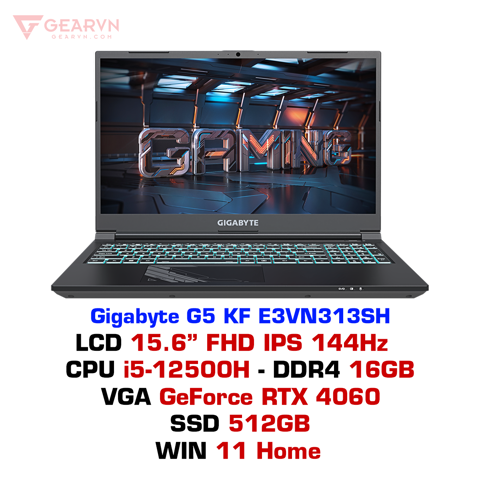 GEARVN
GEARVN.COM
GAMING
GIGABYTE
Gigabyte G5 KF E3VN313SH
LCD 15.6” FHD IPS 144Hz
CPU i5-12500H - DDR4 16GB
VGA GeForce RTX 4060
SSD 512GB
WIN 11 Home